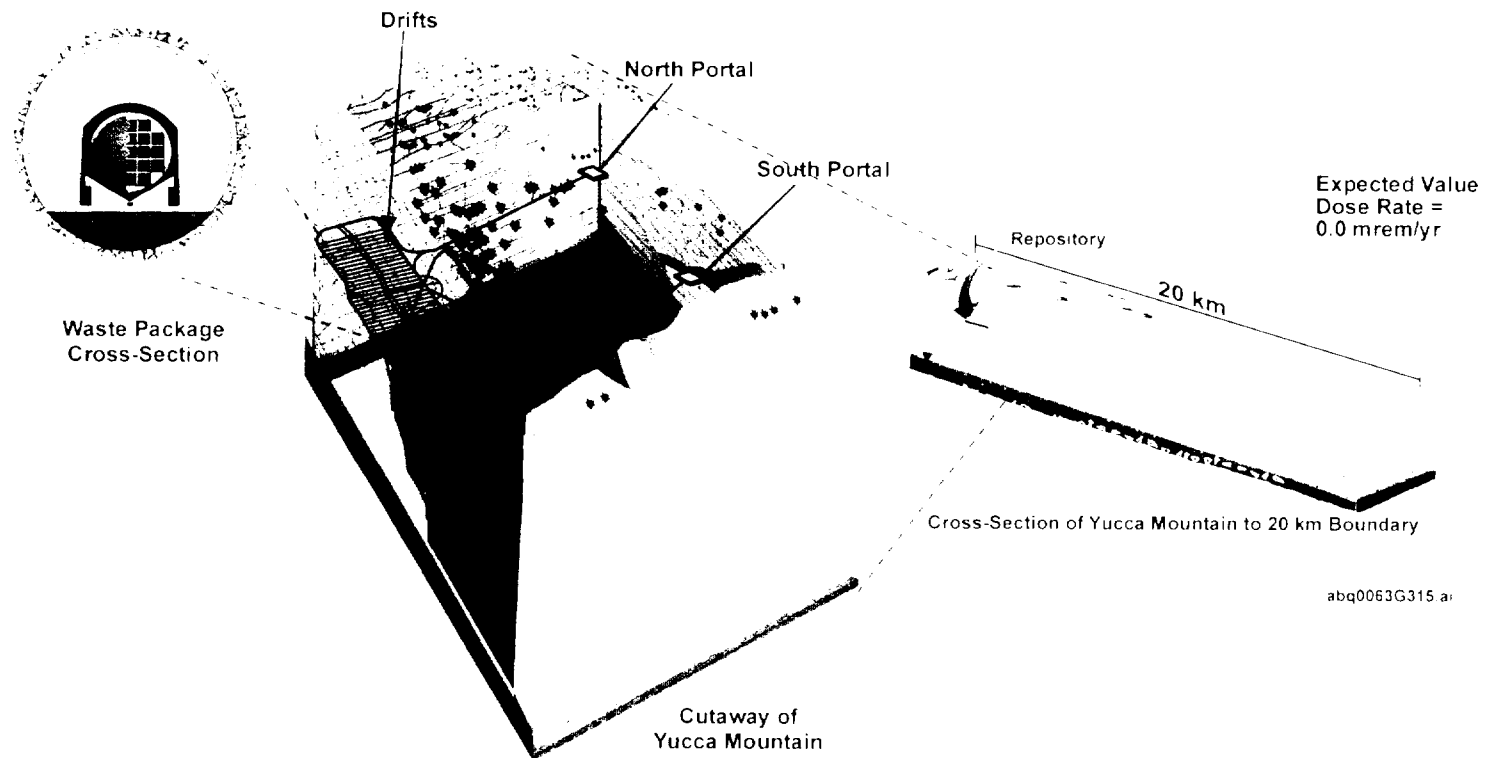 Drifts
North Portal
South Portal
Expected Value
Dose Rate =
0.0 mrem/yr
Repository
20 km
Waste Package
Cross-Section
Cross-Section of Yucca Mountain to 20 km Boundary
abq0063G315.ai
Cutaway of
Yucca Mountain